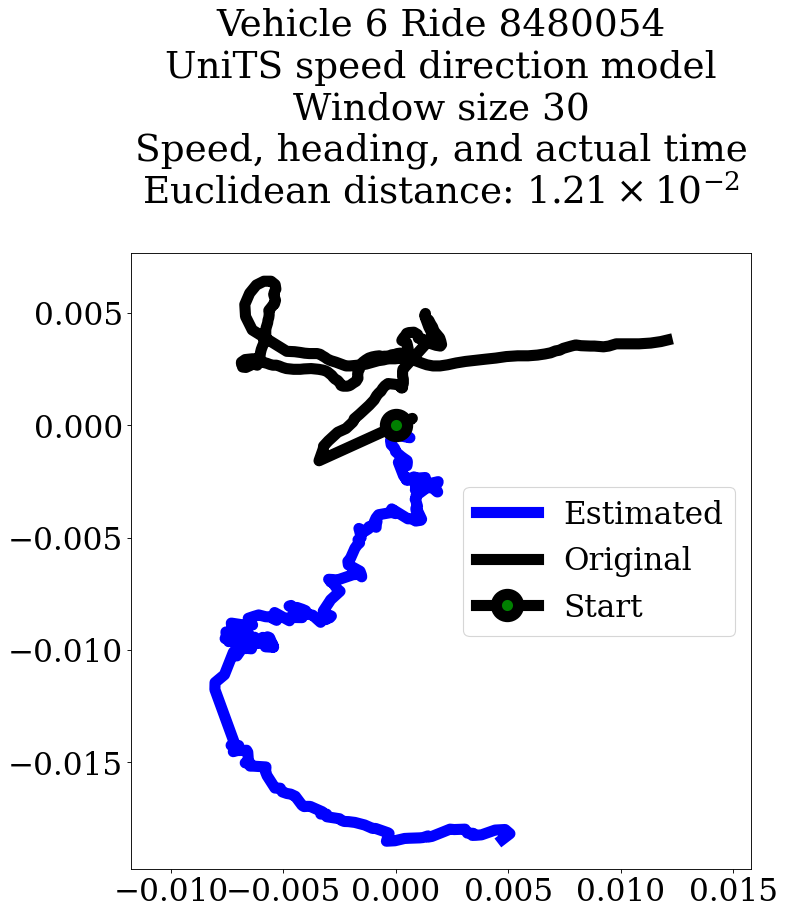 Vehicle 6 Ride 8480054
UniTS speed direction model
Window size 30
Speed, heading, and actual time
Euclidean distance: 1.21 × 10⁻²
0.005
0.000
−0.005
−0.010
−0.015
Estimated
Original
Start
−0.010 −0.005 0.000 0.005 0.010 0.015